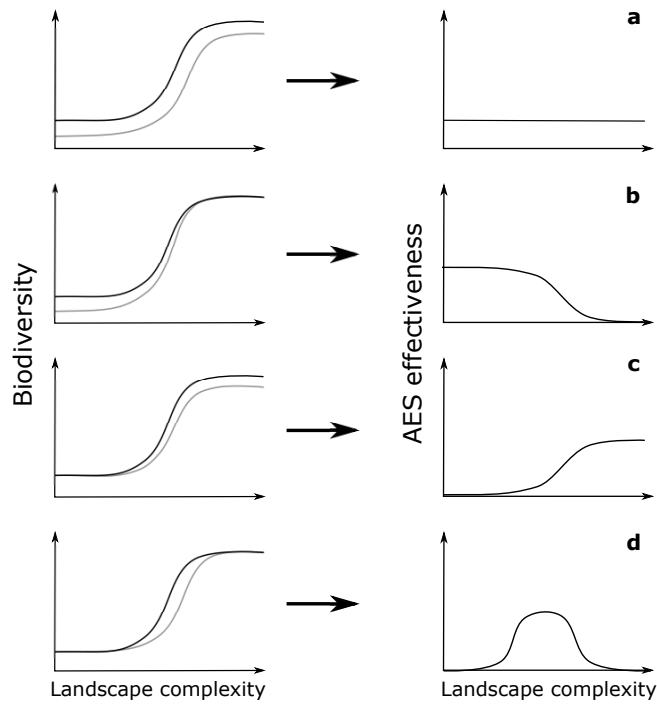 a
b
c
d
Biodiversity
AES effectiveness
Landscape complexity
Landscape complexity